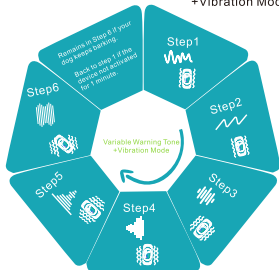 +Vibration Mod
Remains in Step 6 if your
dog keeps barking.
Back to step 1 if the
device not activated
for 1 minute.
Step1
Step2
Step3
Step4
Step5
Step6
Variable Warning Tone
+Vibration Mode